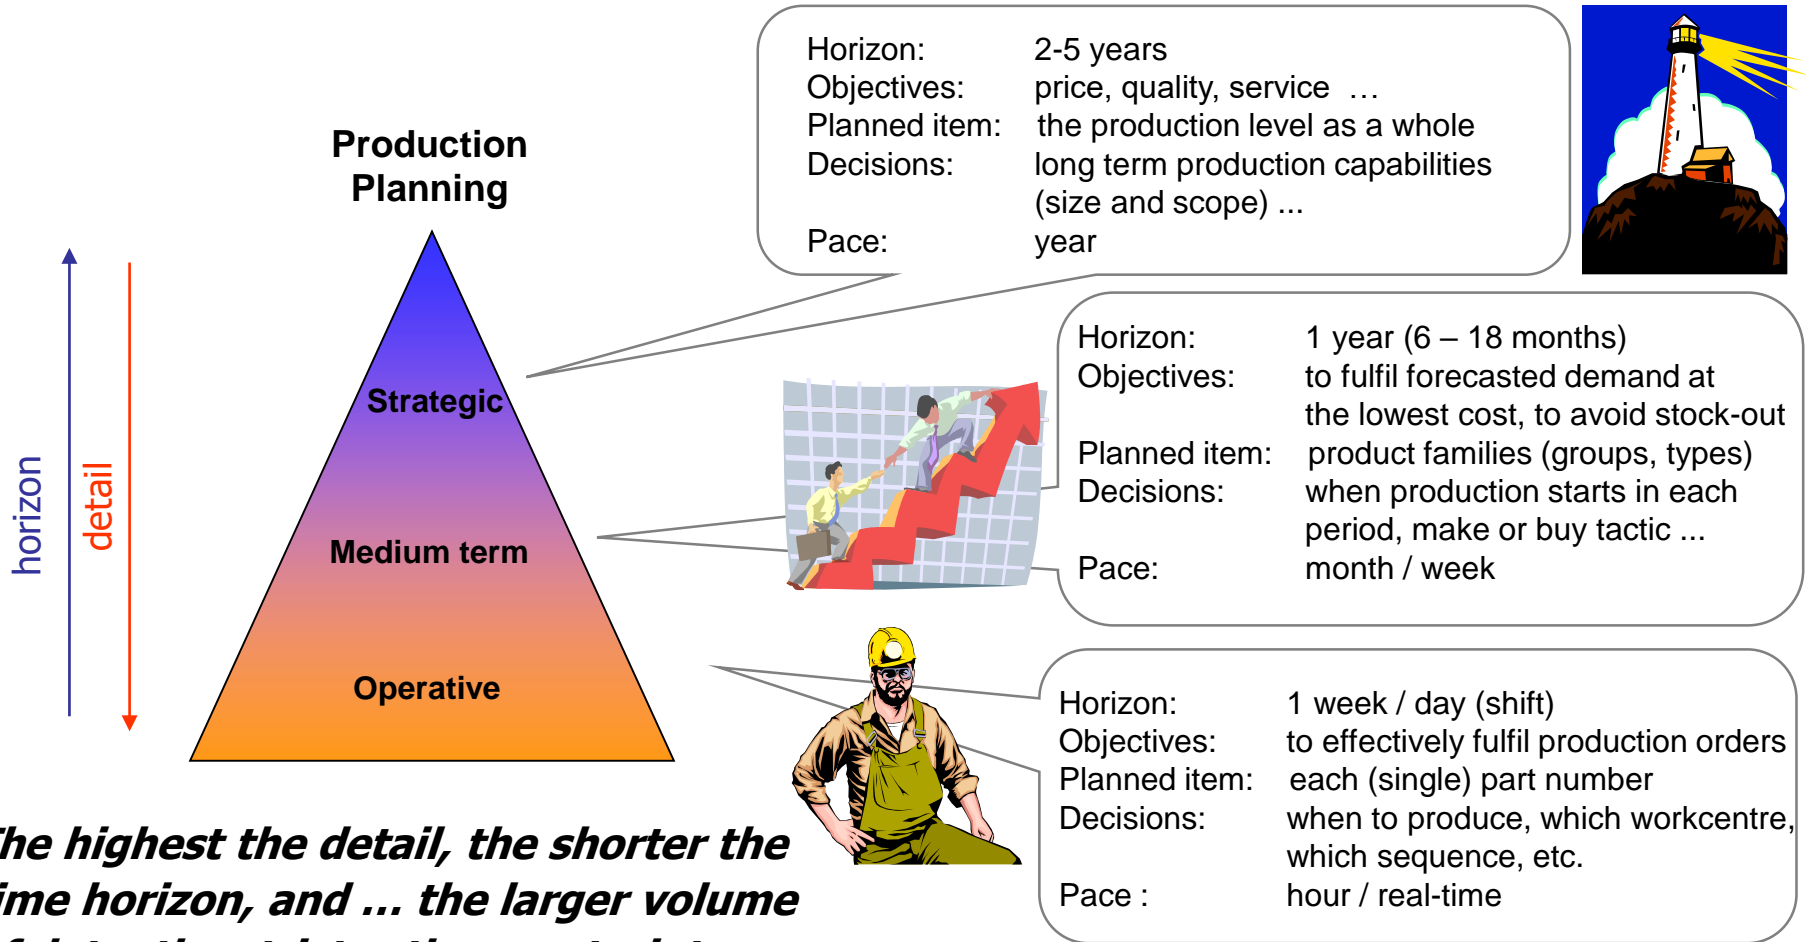 Production
Planning
horizon
detail
Strategic
Medium term
Operative
Horizon: 2-5 years
Objectives: price, quality, service ...
Planned item: the production level as a whole
Decisions: long term production capabilities
(size and scope) ...
Pace: year
Horizon: 1 year (6 – 18 months)
Objectives: to fulfil forecasted demand at
the lowest cost, to avoid stock-out
Planned item: product families (groups, types)
Decisions: when production starts in each
period, make or buy tactic ...
Pace: month / week
Horizon: 1 week / day (shift)
Objectives: to effectively fulfil production orders
Planned item: each (single) part number
Decisions: when to produce, which workcentre,
which sequence, etc.
Pace : hour / real-time
he highest the detail, the shorter the
ime horizon, and ... the larger volume